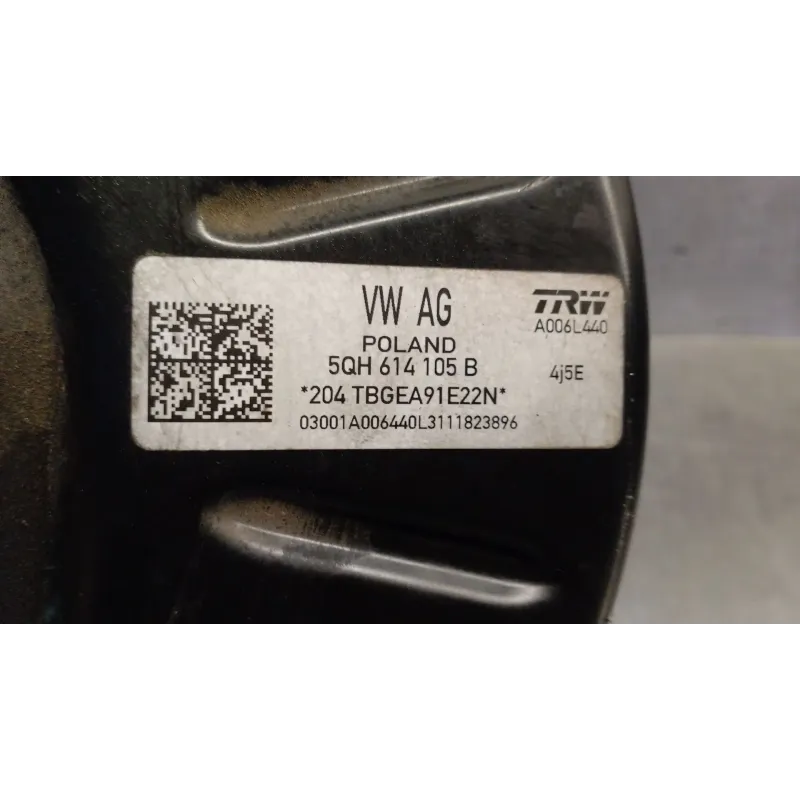 VW AG
TRW
A006L440
POLAND
5QH 614 105 B
4j5E
*204 TBGEA91E22N*
03001A006440L3111823896